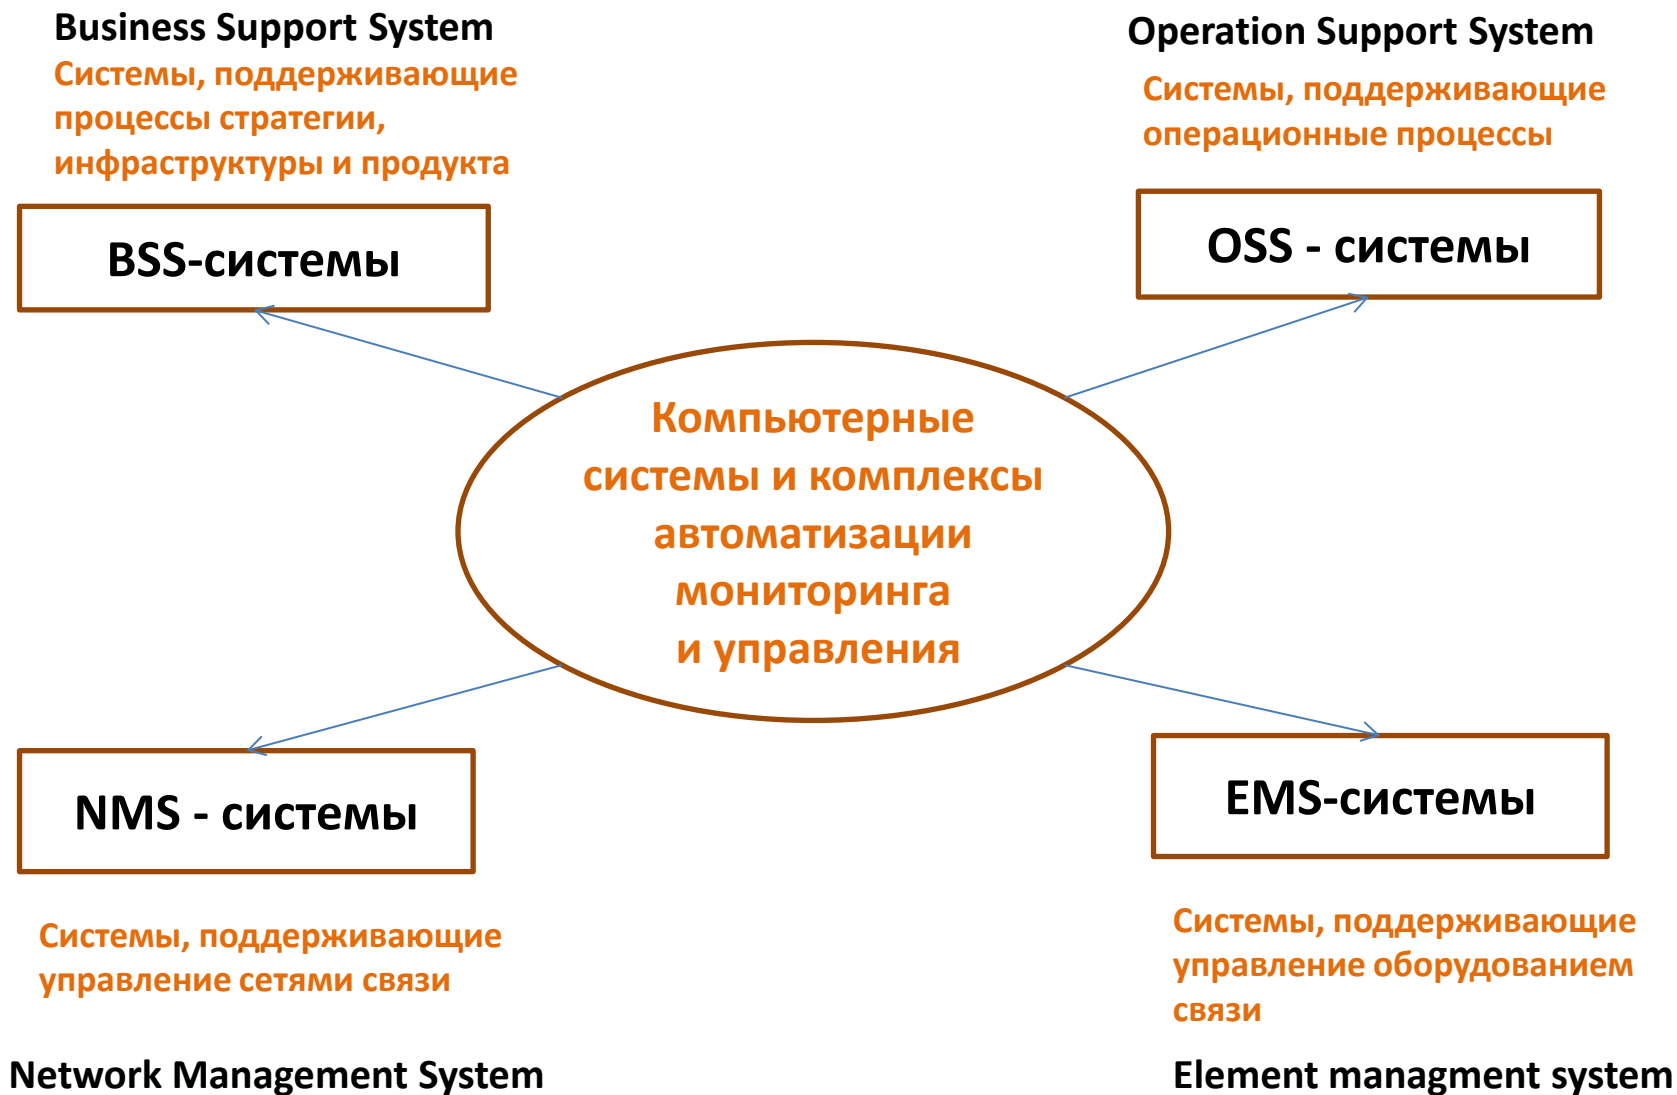 Business Support System
Системы, поддерживающие
процессы стратегии,
инфраструктуры и продукта
BSS-системы
Operation Support System
Системы, поддерживающие
операционные процессы
OSS - системы
Компьютерные
системы и комплексы
автоматизации
мониторинга
и управления
NMS - системы
Системы, поддерживающие
управление сетями связи
Network Management System
EMS-системы
Системы, поддерживающие
управление оборудованием
связи
Element managment system